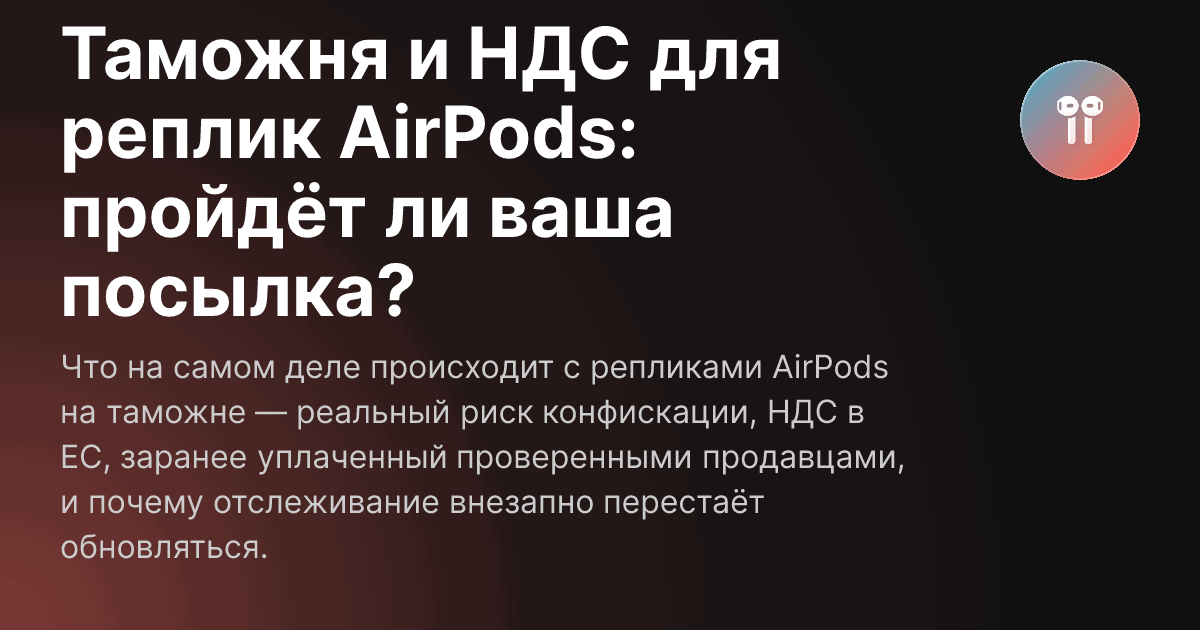 Таможня и НДС для
реплик AirPods:
пройдёт ли ваша
посылка?
Что на самом деле происходит с репликами AirPods
на таможне — реальный риск конфискации, НДС в
ЕС, заранее уплаченный проверенными продавцами,
и почему отслеживание внезапно перестаёт
обновляться.